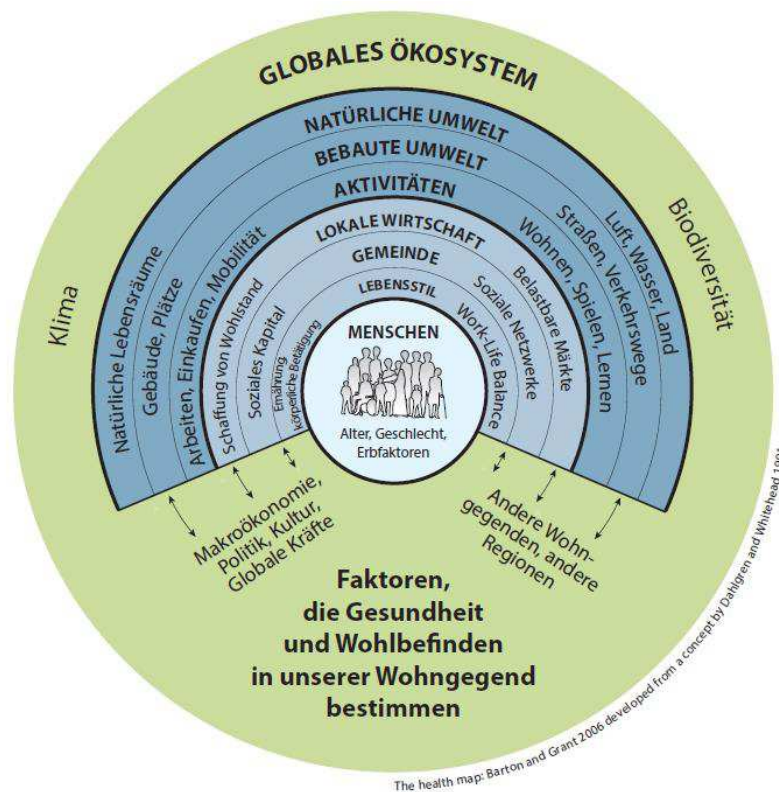 GLOBALES ÖKOSYSTEM
NATÜRLICHE UMWELT
BEBAUTE UMWELT
AKTIVITÄTEN
LOKALE WIRTSCHAFT
GEMEINDE
LEBENSSTIL
MENSCHEN
Alter, Geschlecht,
Erbfaktoren
Klima
Biodiversität
Natürliche Lebensräume
Gebäude, Plätze
Arbeiten, Einkaufen, Mobilität
Schaffung von Wohlstand
Soziales Kapital
Ernährung
körperliche Betätigung
Work-Life Balance
Soziale Netzwerke
Belastbare Märkte
Wohnen, Spielen, Lernen
Straßen, Verkehrswege
Luft, Wasser, Land
Makroökonomie,
Politik, Kultur,
Globale Kräfte
Andere Wohn-
gegenden, andere
Regionen
Faktoren,
die Gesundheit
und Wohlbefinden
in unserer Wohngegend
bestimmen
The health map: Barton and Grant 2006 developed from a concept by Dahlgren and Whitehead